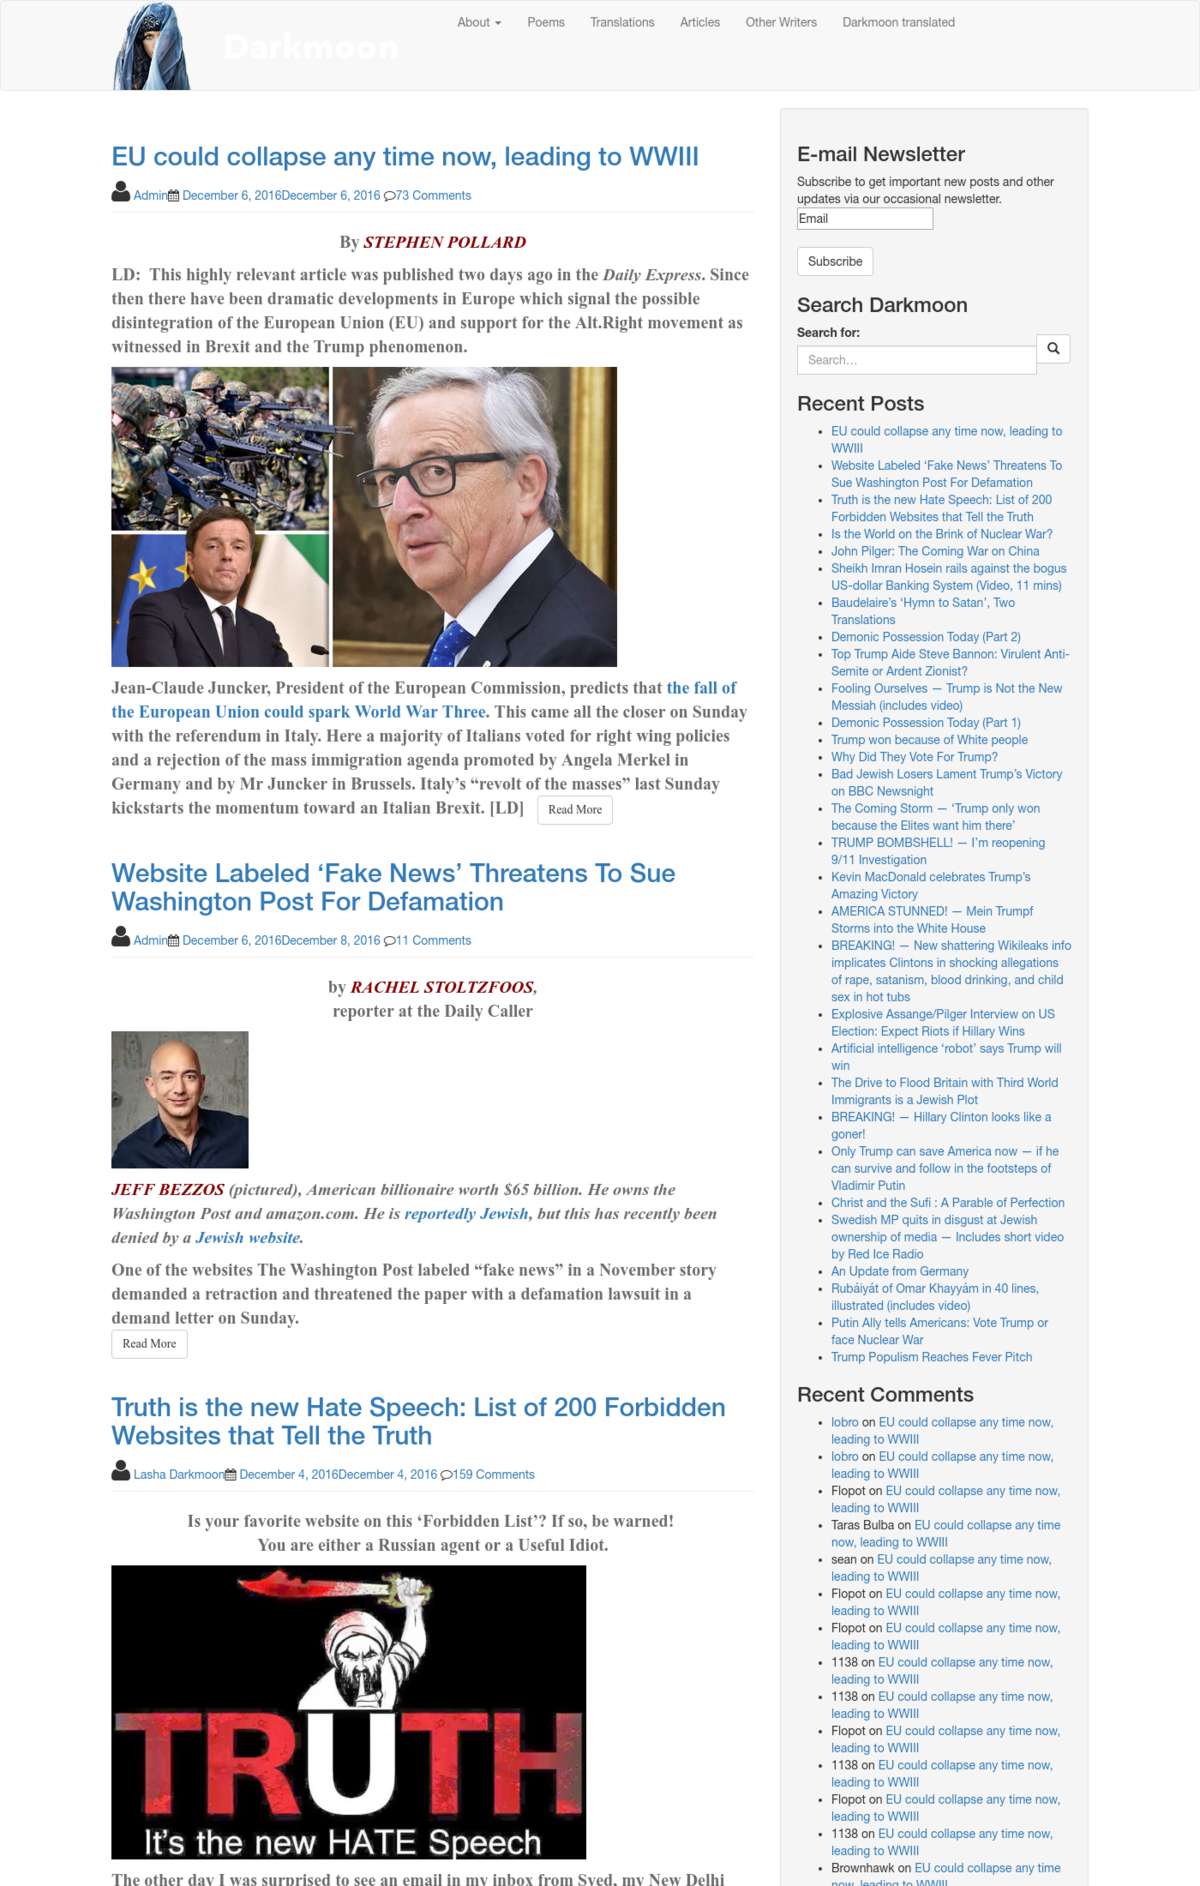 Darkmoon
About
Poems
Translations
Articles
Other Writers
Darkmoon translated
EU could collapse any time now, leading to WWIII
Admin December 6, 2016December 6, 2016 73 Comments
By STEPHEN POLLARD
LD:  This highly relevant article was published two days ago in the Daily Express. Since
then there have been dramatic developments in Europe which signal the possible
disintegration of the European Union (EU) and support for the Alt.Right movement as
witnessed in Brexit and the Trump phenomenon.
Jean-Claude Juncker, President of the European Commission, predicts that the fall of
the European Union could spark World War Three. This came all the closer on Sunday
with the referendum in Italy. Here a majority of Italians voted for right wing policies
and a rejection of the mass immigration agenda promoted by Angela Merkel in
Germany and by Mr Juncker in Brussels. Italy’s “revolt of the masses” last Sunday
kickstarts the momentum toward an Italian Brexit. [LD] Read More
Website Labeled ‘Fake News’ Threatens To Sue
Washington Post For Defamation
Admin December 6, 2016December 8, 2016 11 Comments
by RACHEL STOLTZFOOS,
reporter at the Daily Caller
JEFF BEZZOS (pictured), American billionaire worth $65 billion. He owns the
Washington Post and amazon.com. He is reportedly Jewish, but this has recently been
denied by a Jewish website.
One of the websites The Washington Post labeled “fake news” in a November story
demanded a retraction and threatened the paper with a defamation lawsuit in a
demand letter on Sunday.
Read More
Truth is the new Hate Speech: List of 200 Forbidden
Websites that Tell the Truth
Lasha Darkmoon December 4, 2016December 4, 2016 159 Comments
Is your favorite website on this ‘Forbidden List’? If so, be warned!
You are either a Russian agent or a Useful Idiot.
TRUTH
It's the new HATE Speech
The other day I was surprised to see an email in my inbox from Syed, my New Delhi
E-mail Newsletter
Subscribe to get important new posts and other
updates via our occasional newsletter.
Email
Subscribe
Search Darkmoon
Search for:
Search…
Recent Posts
EU could collapse any time now, leading to
WWIII
Website Labeled ‘Fake News’ Threatens To
Sue Washington Post For Defamation
Truth is the new Hate Speech: List of 200
Forbidden Websites that Tell the Truth
Is the World on the Brink of Nuclear War?
John Pilger: The Coming War on China
Sheikh Imran Hosein rails against the bogus
US-dollar Banking System (Video, 11 mins)
Baudelaire’s ‘Hymn to Satan’, Two
Translations
Demonic Possession Today (Part 2)
Top Trump Aide Steve Bannon: Virulent Anti-
Semite or Ardent Zionist?
Fooling Ourselves — Trump is Not the New
Messiah (includes video)
Demonic Possession Today (Part 1)
Trump won because of White people
Why Did They Vote For Trump?
Bad Jewish Losers Lament Trump’s Victory
on BBC Newsnight
The Coming Storm — ‘Trump only won
because the Elites want him there’
TRUMP BOMBSHELL! — I’m reopening
9/11 Investigation
Kevin MacDonald celebrates Trump’s
Amazing Victory
AMERICA STUNNED! — Mein Trumpf
Storms into the White House
BREAKING! — New shattering Wikileaks info
implicates Clintons in shocking allegations
of rape, satanism, blood drinking, and child
sex in hot tubs
Explosive Assange/Pilger Interview on US
Election: Expect Riots if Hillary Wins
Artificial intelligence ‘robot’ says Trump will
win
The Drive to Flood Britain with Third World
Immigrants is a Jewish Plot
BREAKING! — Hillary Clinton looks like a
goner!
Only Trump can save America now — if he
can survive and follow in the footsteps of
Vladimir Putin
Christ and the Sufi : A Parable of Perfection
Swedish MP quits in disgust at Jewish
ownership of media — Includes short video
by Red Ice Radio
An Update from Germany
Rubáiyát of Omar Khayyám in 40 lines,
illustrated (includes video)
Putin Ally tells Americans: Vote Trump or
face Nuclear War
Trump Populism Reaches Fever Pitch
Recent Comments
lobro on EU could collapse any time now,
leading to WWIII
lobro on EU could collapse any time now,
leading to WWIII
Flopot on EU could collapse any time now,
leading to WWIII
Taras Bulba on EU could collapse any time
now, leading to WWIII
sean on EU could collapse any time now,
leading to WWIII
Flopot on EU could collapse any time now,
leading to WWIII
Flopot on EU could collapse any time now,
leading to WWIII
1138 on EU could collapse any time now,
leading to WWIII
1138 on EU could collapse any time now,
leading to WWIII
Flopot on EU could collapse any time now,
leading to WWIII
1138 on EU could collapse any time now,
leading to WWIII
Flopot on EU could collapse any time now,
leading to WWIII
1138 on EU could collapse any time now,
leading to WWIII
Brownhawk on EU could collapse any time
now, leading to WWIII